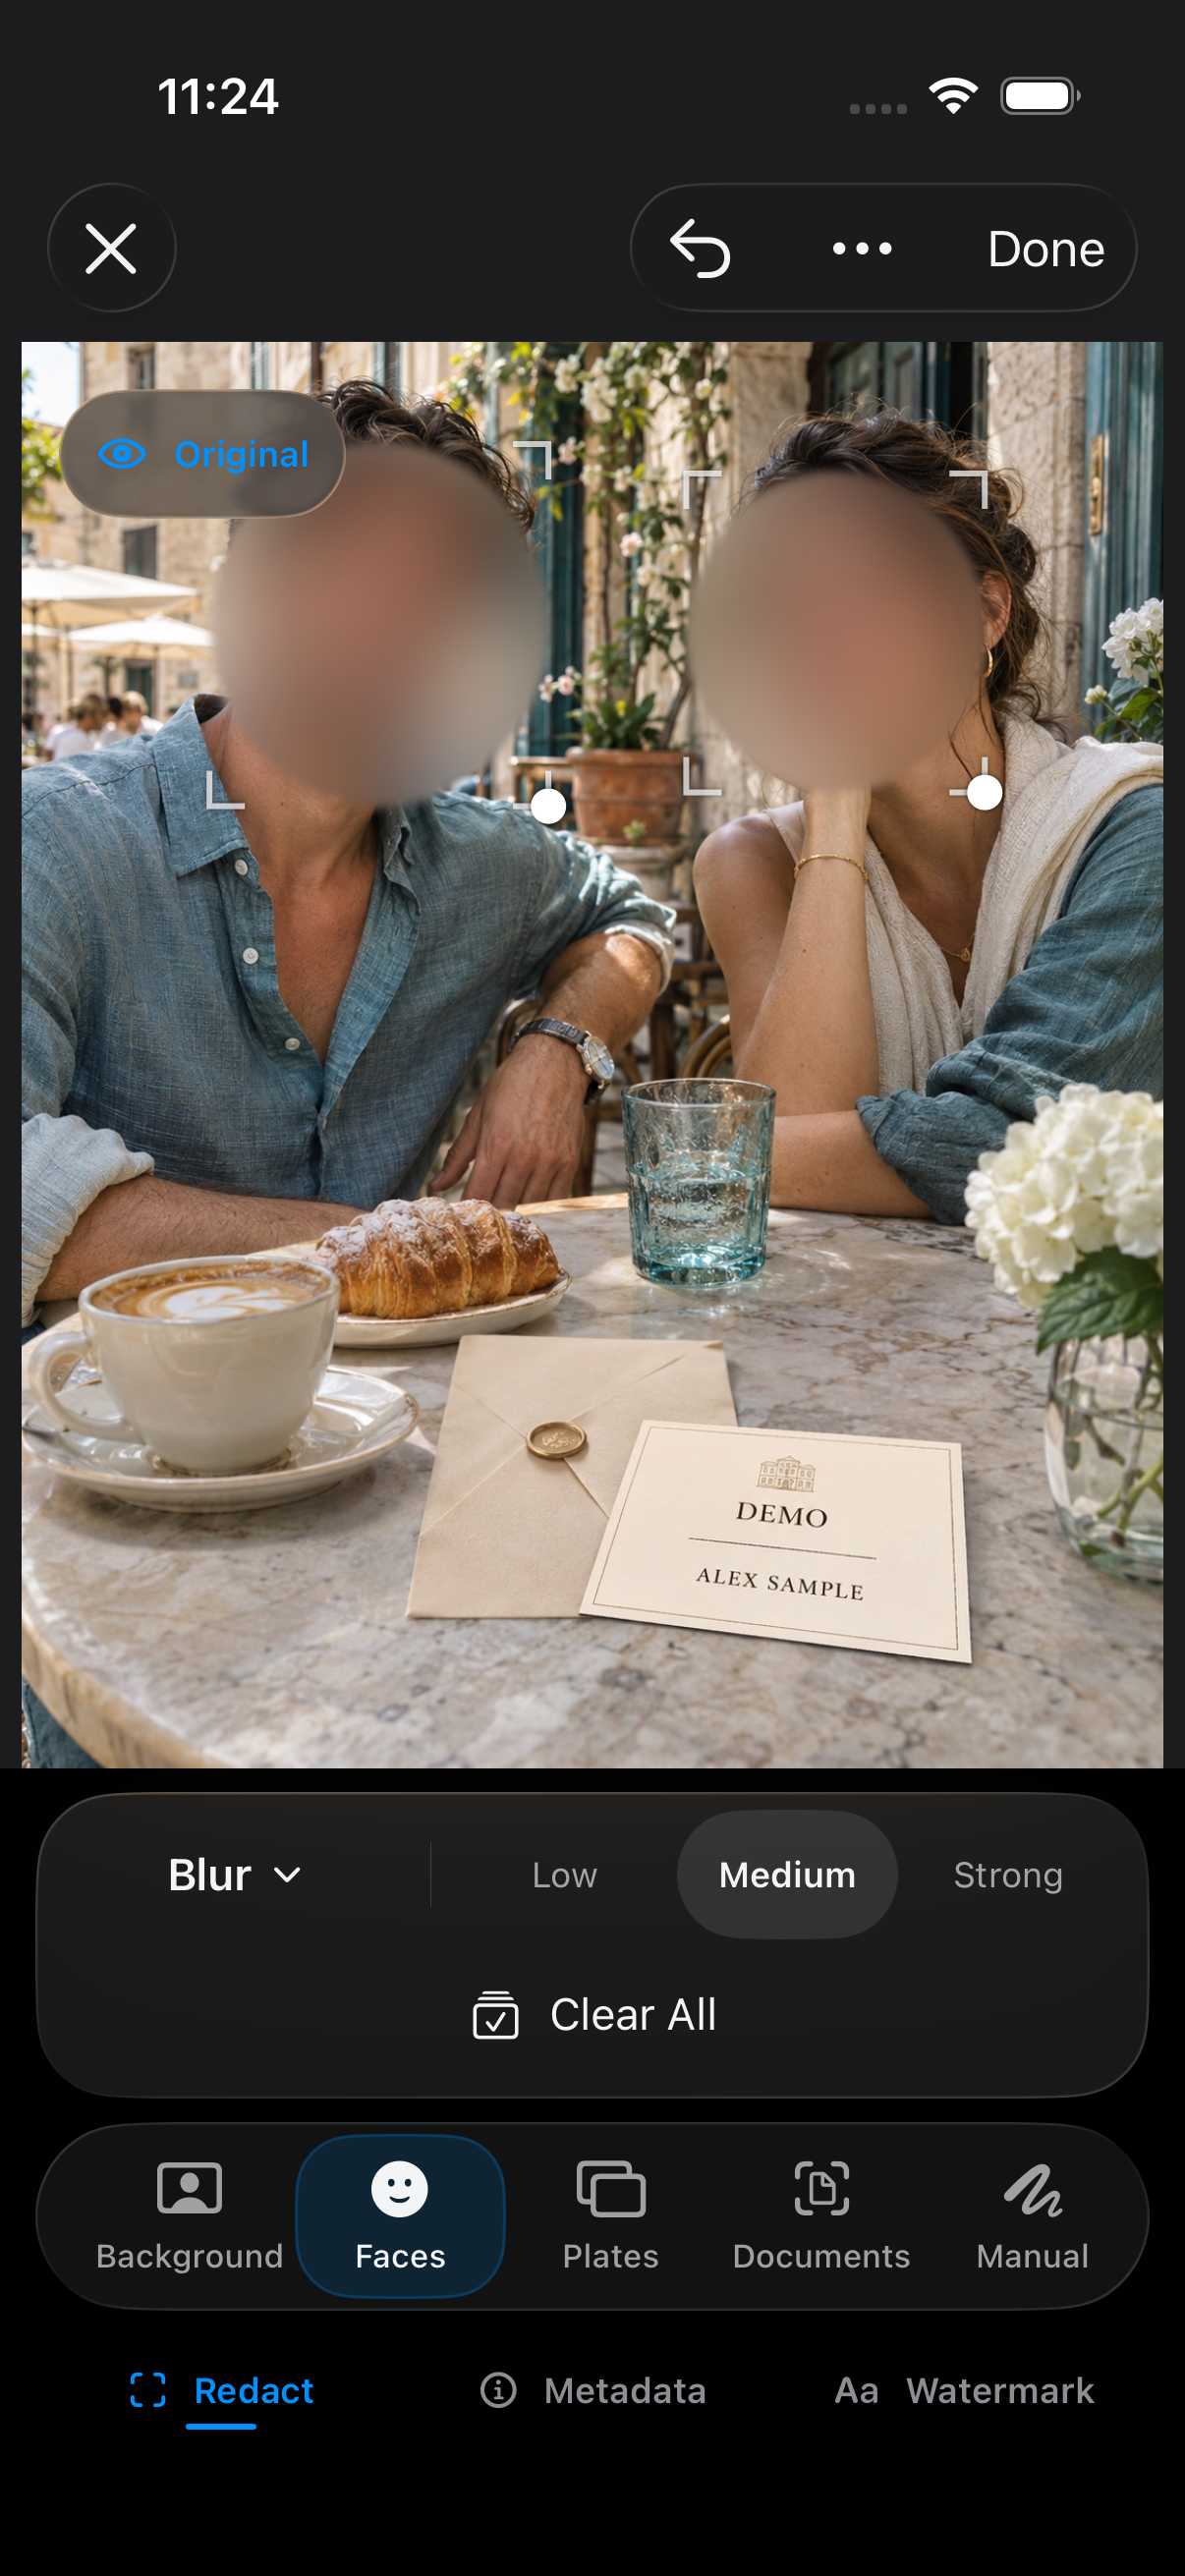 11:24
Done
Original
DEMO
ALEX SAMPLE
Blur
Low
Medium
Strong
Clear All
Background
Faces
Plates
Documents
Manual
Redact
Metadata
Aa Watermark